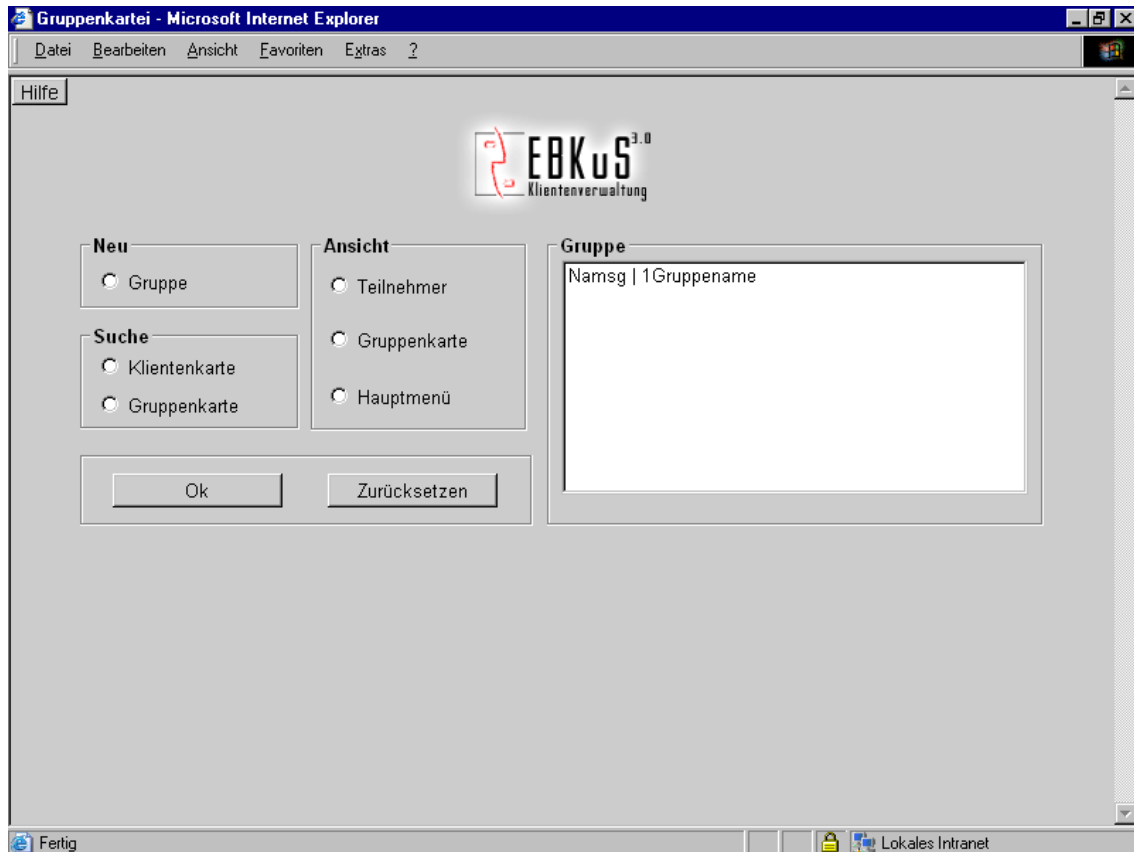 Gruppenkartei - Microsoft Internet Explorer
Datei Bearbeiten Ansicht Favoriten Extras ?
Hilfe
EBKuS 3.0
Klientenverwaltung
Neu
Gruppe
Suche
Klientenkarte
Gruppenkarte
Ansicht
Teilnehmer
Gruppenkarte
Hauptmenü
Gruppe
Namsg | 1Gruppename
Ok Zurücksetzen
Fertig Lokales Intranet